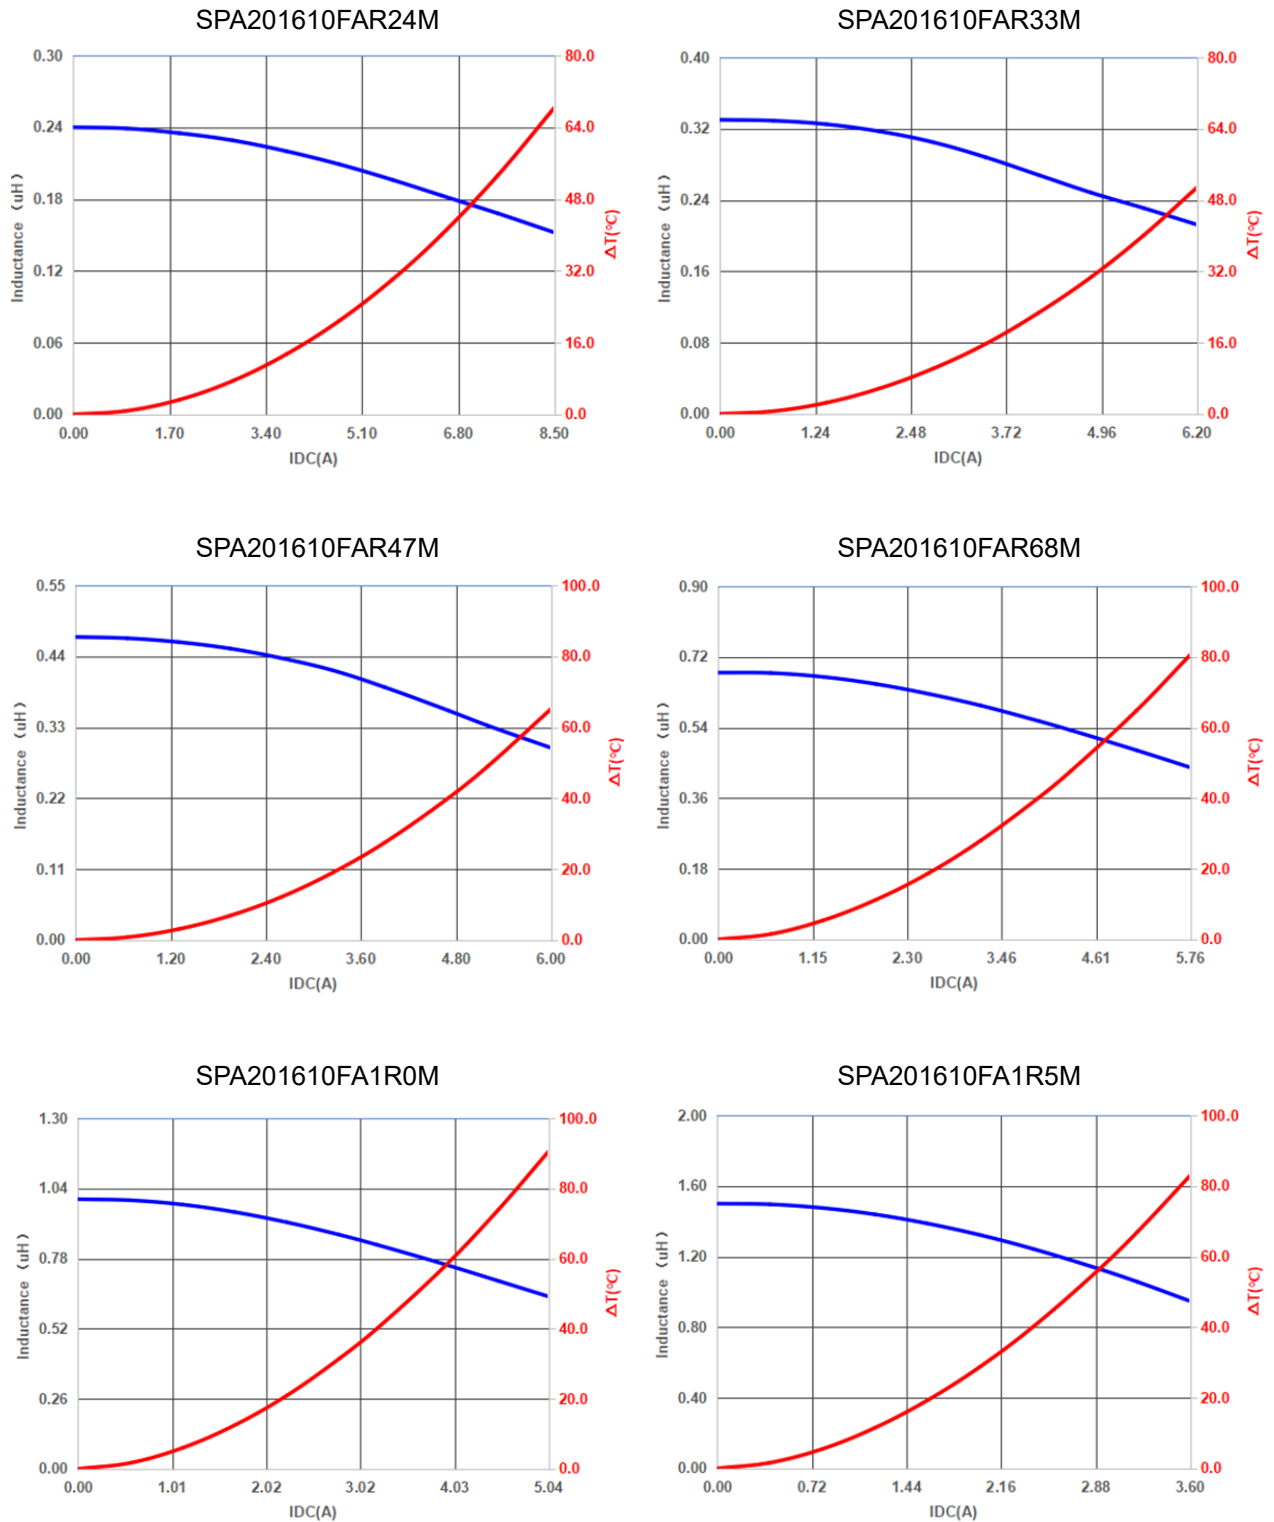 SPA201610FAR24M
0.30
0.24
0.18
0.12
0.06
0.00
Inductance （uH）
80.0
64.0
48.0
32.0
16.0
0.0
ΔT(℃)
0.00 1.70 3.40 5.10 6.80 8.50
IDC(A)
SPA201610FAR33M
0.40
0.32
0.24
0.16
0.08
0.00
Inductance （uH）
80.0
64.0
48.0
32.0
16.0
0.0
ΔT(℃)
0.00 1.24 2.48 3.72 4.96 6.20
IDC(A)
SPA201610FAR47M
0.55
0.44
0.33
0.22
0.11
0.00
Inductance （uH）
100.0
80.0
60.0
40.0
20.0
0.0
ΔT(℃)
0.00 1.20 2.40 3.60 4.80 6.00
IDC(A)
SPA201610FAR68M
0.90
0.72
0.54
0.36
0.18
0.00
Inductance （uH）
100.0
80.0
60.0
40.0
20.0
0.0
ΔT(℃)
0.00 1.15 2.30 3.46 4.61 5.76
IDC(A)
SPA201610FA1R0M
1.30
1.04
0.78
0.52
0.26
0.00
Inductance （uH）
100.0
80.0
60.0
40.0
20.0
0.0
ΔT(℃)
0.00 1.01 2.02 3.02 4.03 5.04
IDC(A)
SPA201610FA1R5M
2.00
1.60
1.20
0.80
0.40
0.00
Inductance （uH）
100.0
80.0
60.0
40.0
20.0
0.0
ΔT(℃)
0.00 0.72 1.44 2.16 2.88 3.60
IDC(A)